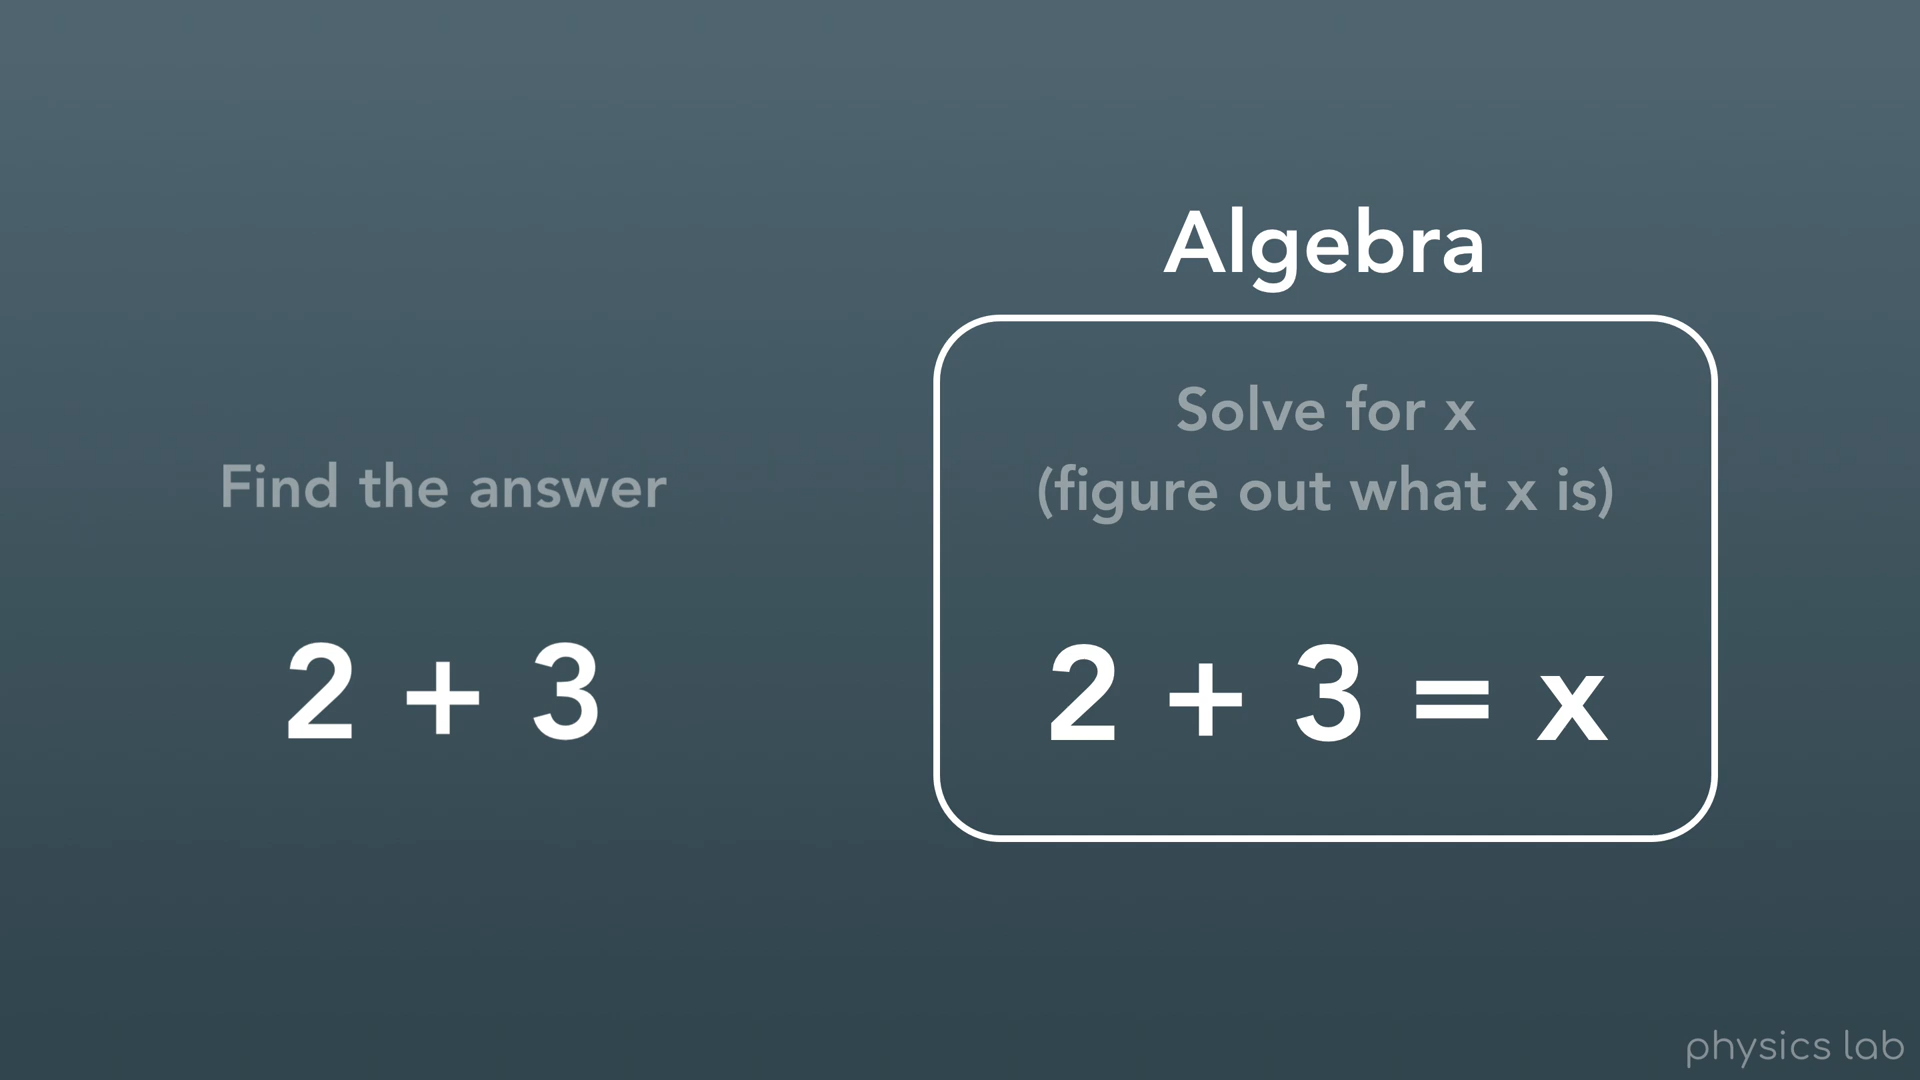 Find the answer
2 + 3
Algebra
Solve for x
(figure out what x is)
2 + 3 = x
physics lab